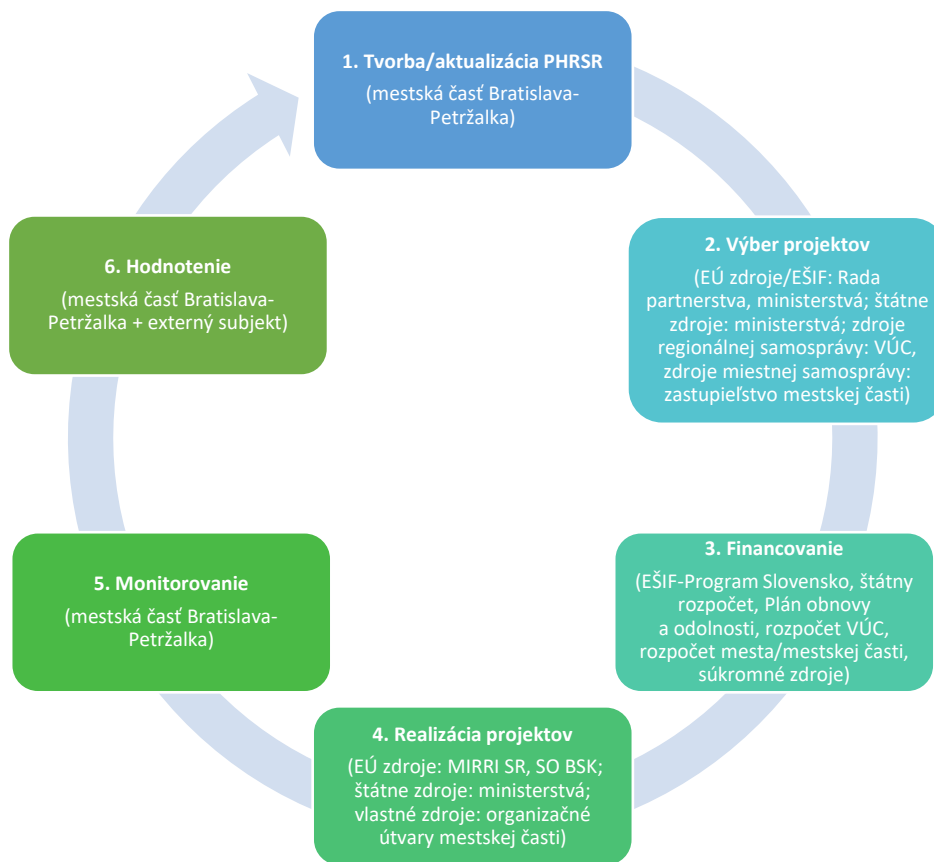 1. Tvorba/aktualizácia PHRSR
(mestská časť Bratislava-
Petržalka)
2. Výber projektov
(EÚ zdroje/EŠIF: Rada
partnerstva, ministerstvá; štátne
zdroje: ministerstvá; zdroje
regionálnej samosprávy: VÚC,
zdroje miestnej samosprávy:
zastupieľstvo mestskej časti)
3. Financovanie
(EŠIF-Program Slovensko, štátny
rozpočet, Plán obnovy
a odolnosti, rozpočet VÚC,
rozpočet mesta/mestskej časti,
súkromné zdroje)
4. Realizácia projektov
(EÚ zdroje: MIRRI SR, SO BSK;
štátne zdroje: ministerstvá;
vlastné zdroje: organizačné
útvary mestskej časti)
5. Monitorovanie
(mestská časť Bratislava-
Petržalka)
6. Hodnotenie
(mestská časť Bratislava-
Petržalka + externý subjekt)